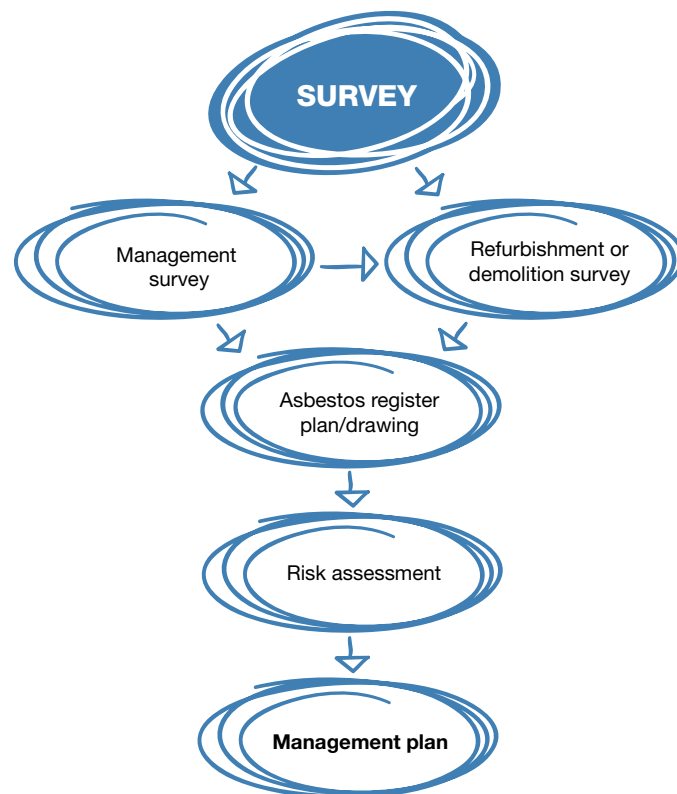 SURVEY
Management
survey
Refurbishment or
demolition survey
Asbestos register
plan/drawing
Risk assessment
Management plan